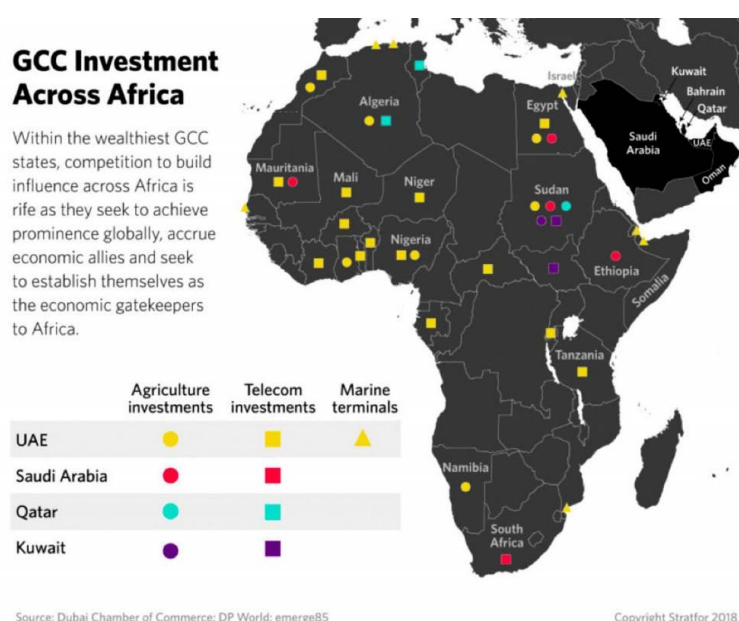 GCC Investment
Across Africa
Within the wealthiest GCC
states, competition to build
influence across Africa is
rife as they seek to achieve
prominence globally, accrue
economic allies and seek
to establish themselves as
the economic gatekeepers
to Africa.
Israel
Kuwait
Bahrain
Qatar
Saudi
Arabia
UAE
Oman
Algeria
Egypt
Mauritania
Mali
Niger
Sudan
Nigeria
Ethiopia
Somalia
Tanzania
Namibia
South
Africa
Agriculture
investments
Telecom
investments
Marine
terminals
UAE
Saudi Arabia
Qatar
Kuwait
Source: Dubai Chamber of Commerce; DP World; emerge85
Copyright Stratfor 2018